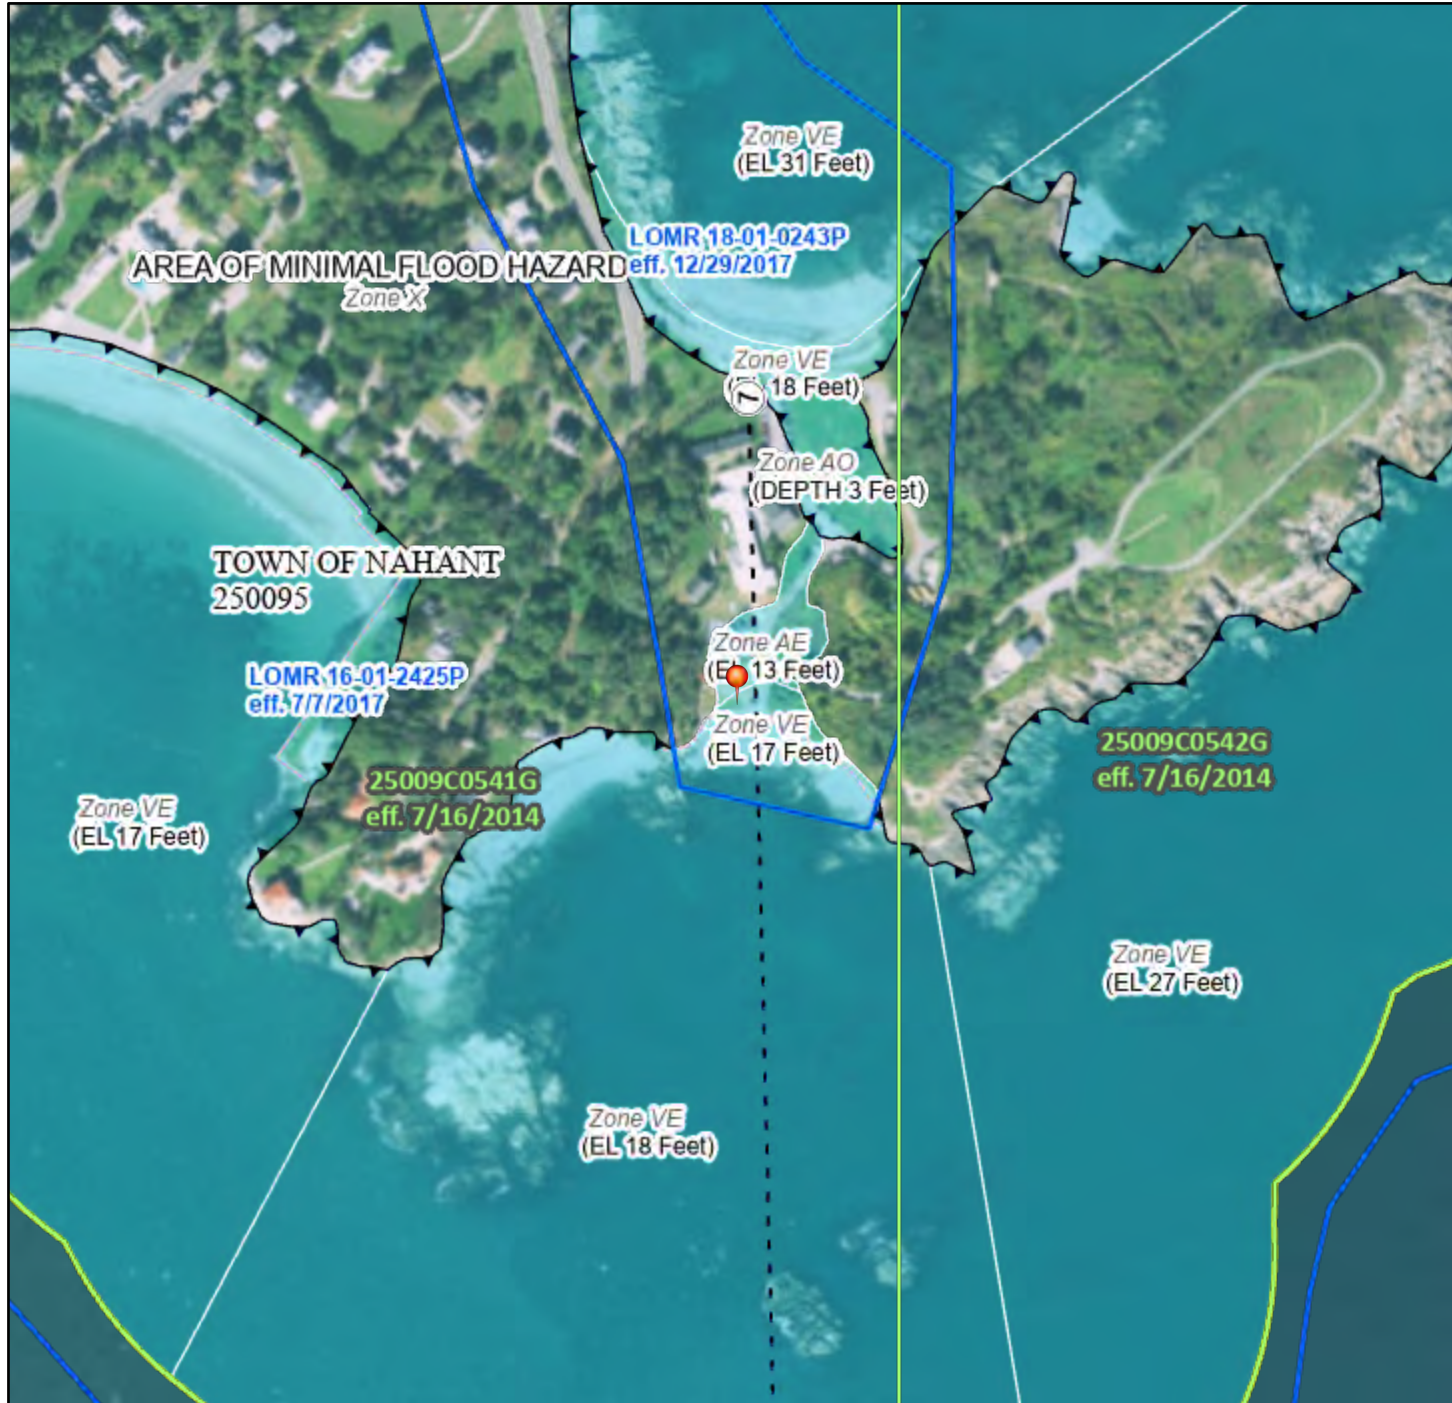 Zone VE
(EL 31 Feet)
LOMR 18-01-0243P
eff. 12/29/2017
AREA OF MINIMAL FLOOD HAZARD
Zone X
Zone VE
(EL 18 Feet)
7
Zone AO
(DEPTH 3 Feet)
TOWN OF NAHANT
250095
Zone AE
(EL 13 Feet)
LOMR 16-01-2425P
eff. 7/7/2017
Zone VE
(EL 17 Feet)
25009C0542G
eff. 7/16/2014
25009C0541G
eff. 7/16/2014
Zone VE
(EL 17 Feet)
Zone VE
(EL 27 Feet)
Zone VE
(EL 18 Feet)